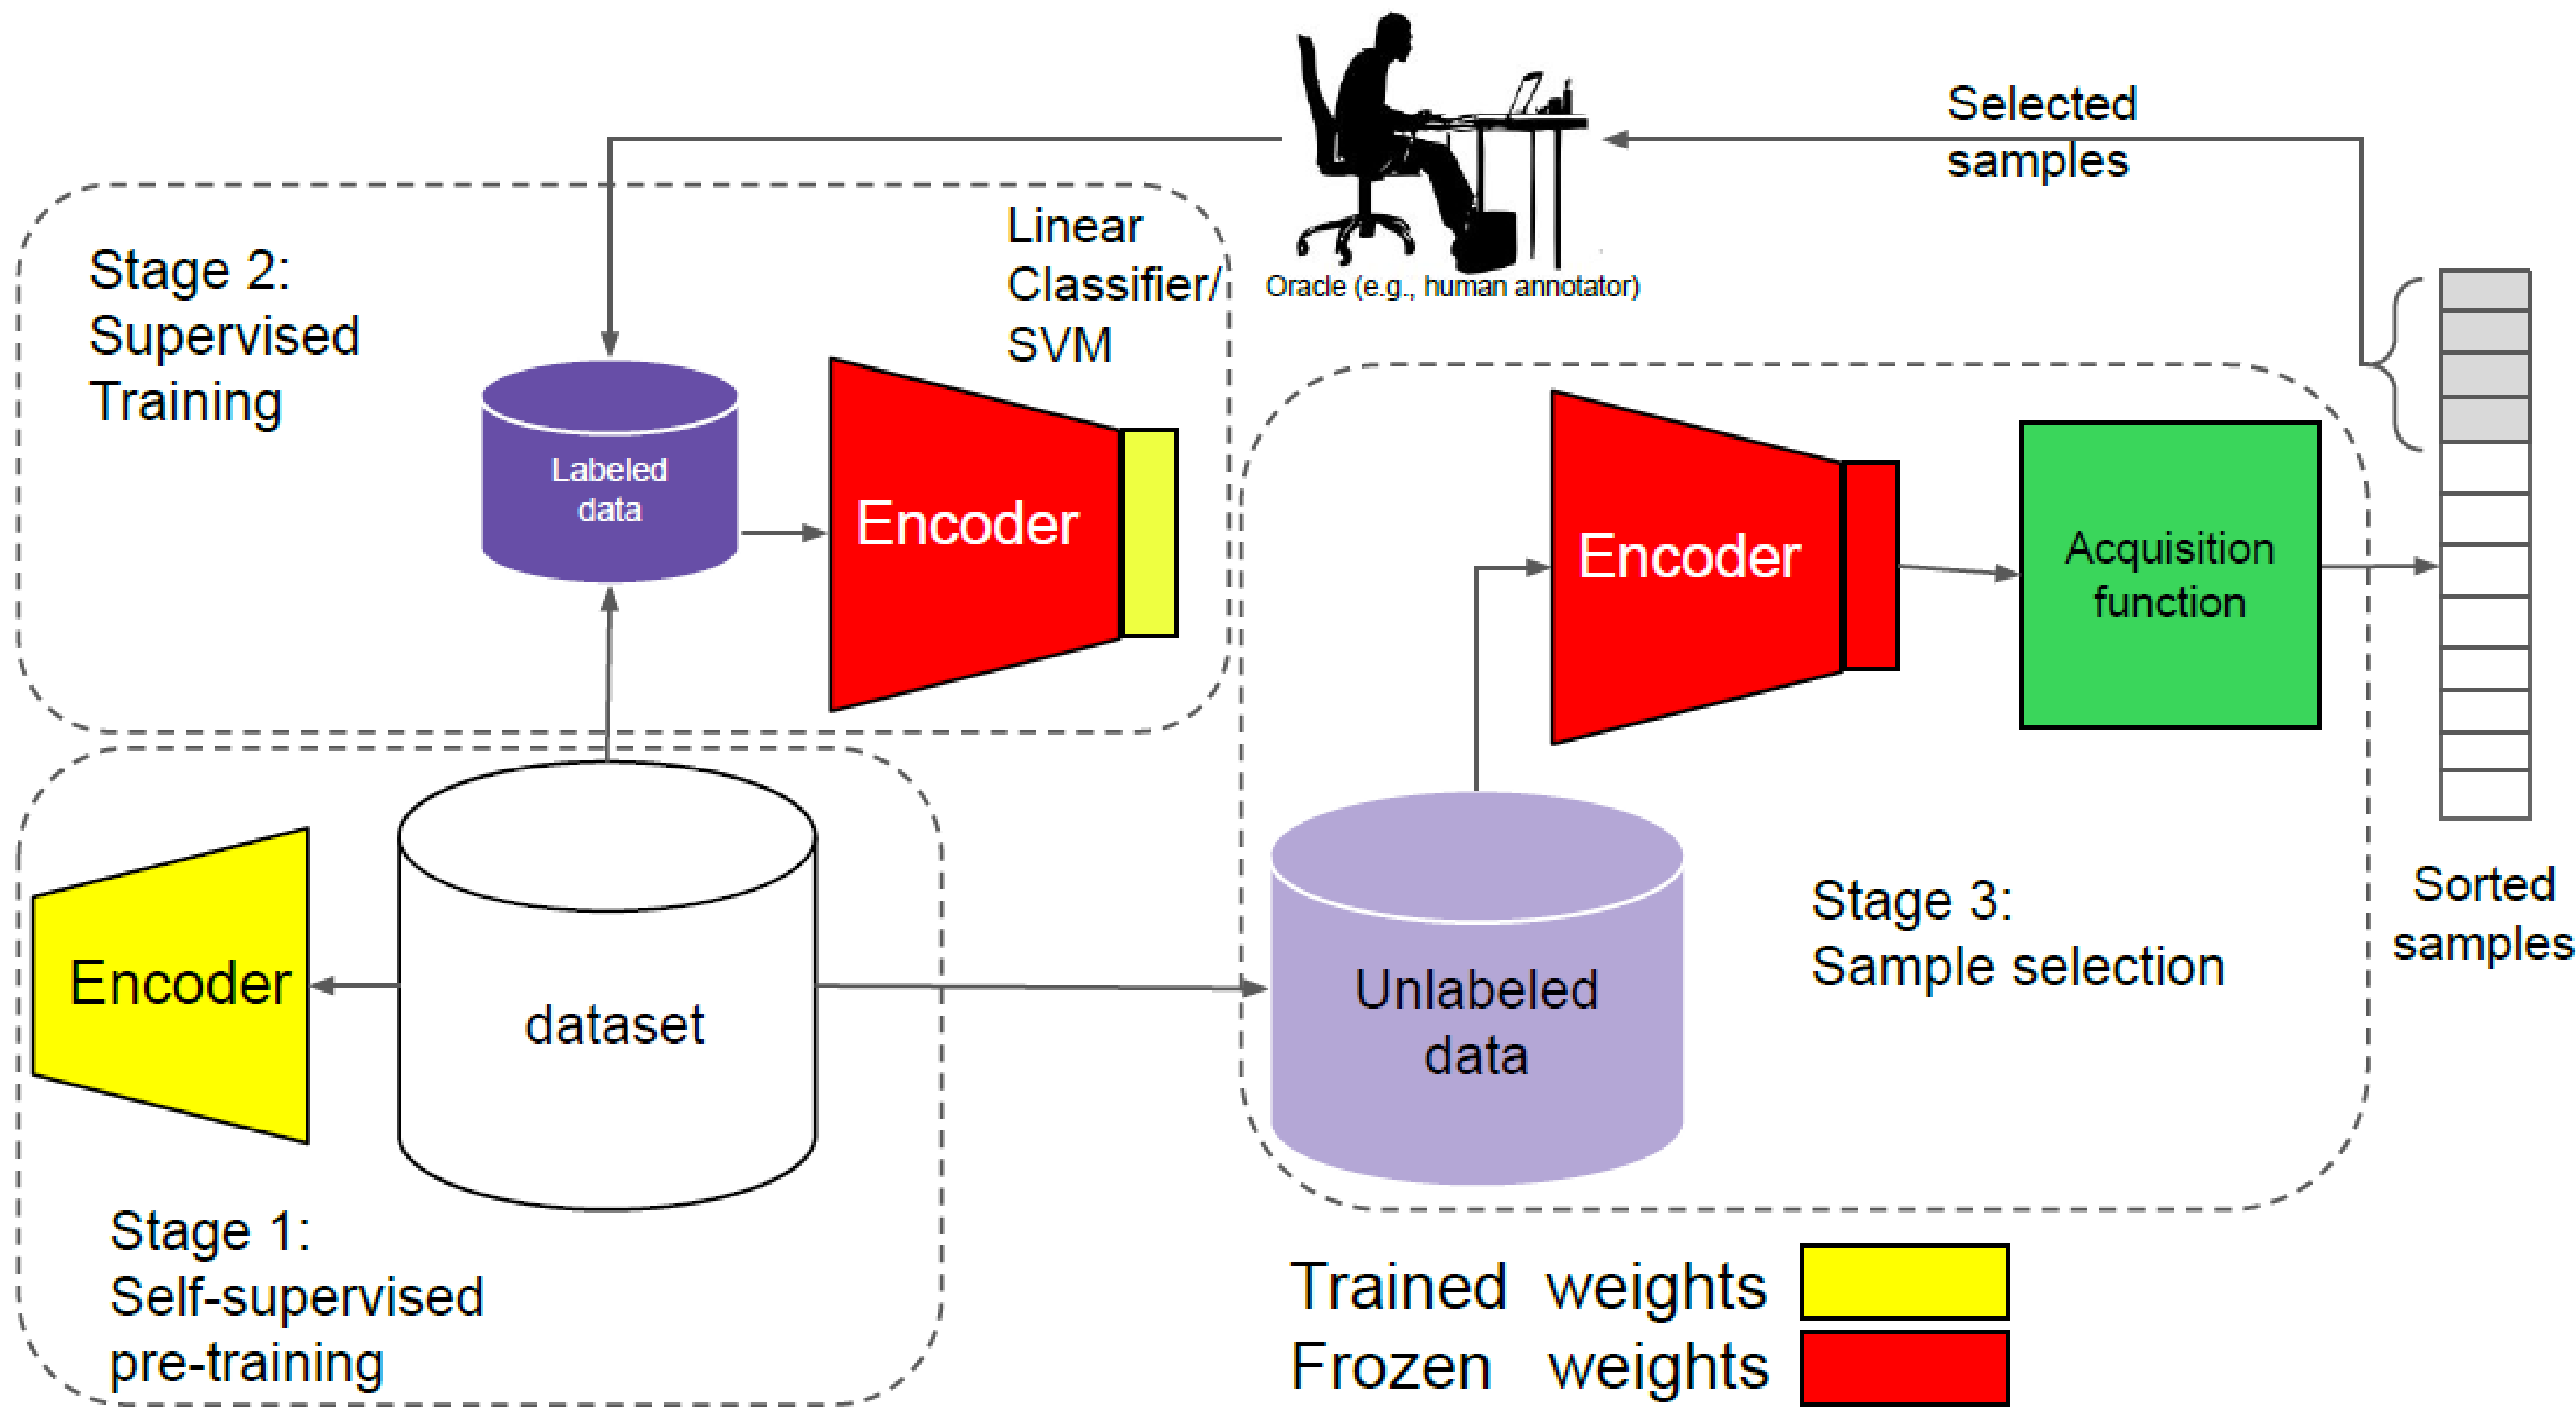 Selected
samples
Oracle (e.g., human annotator)
Stage 2:
Supervised
Training
Linear
Classifier/
SVM
Labeled
data
Encoder
Encoder
Acquisition
function
Sorted
samples
Stage 3:
Sample selection
Unlabeled
data
Encoder
dataset
Stage 1:
Self-supervised
pre-training
Trained weights
Frozen weights